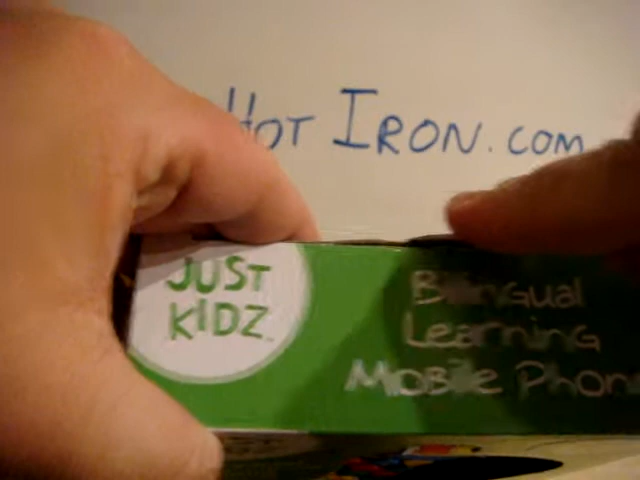 Hot Iron.com
JUST
KIDZ
Bilingual
Learning
Mobile Phon